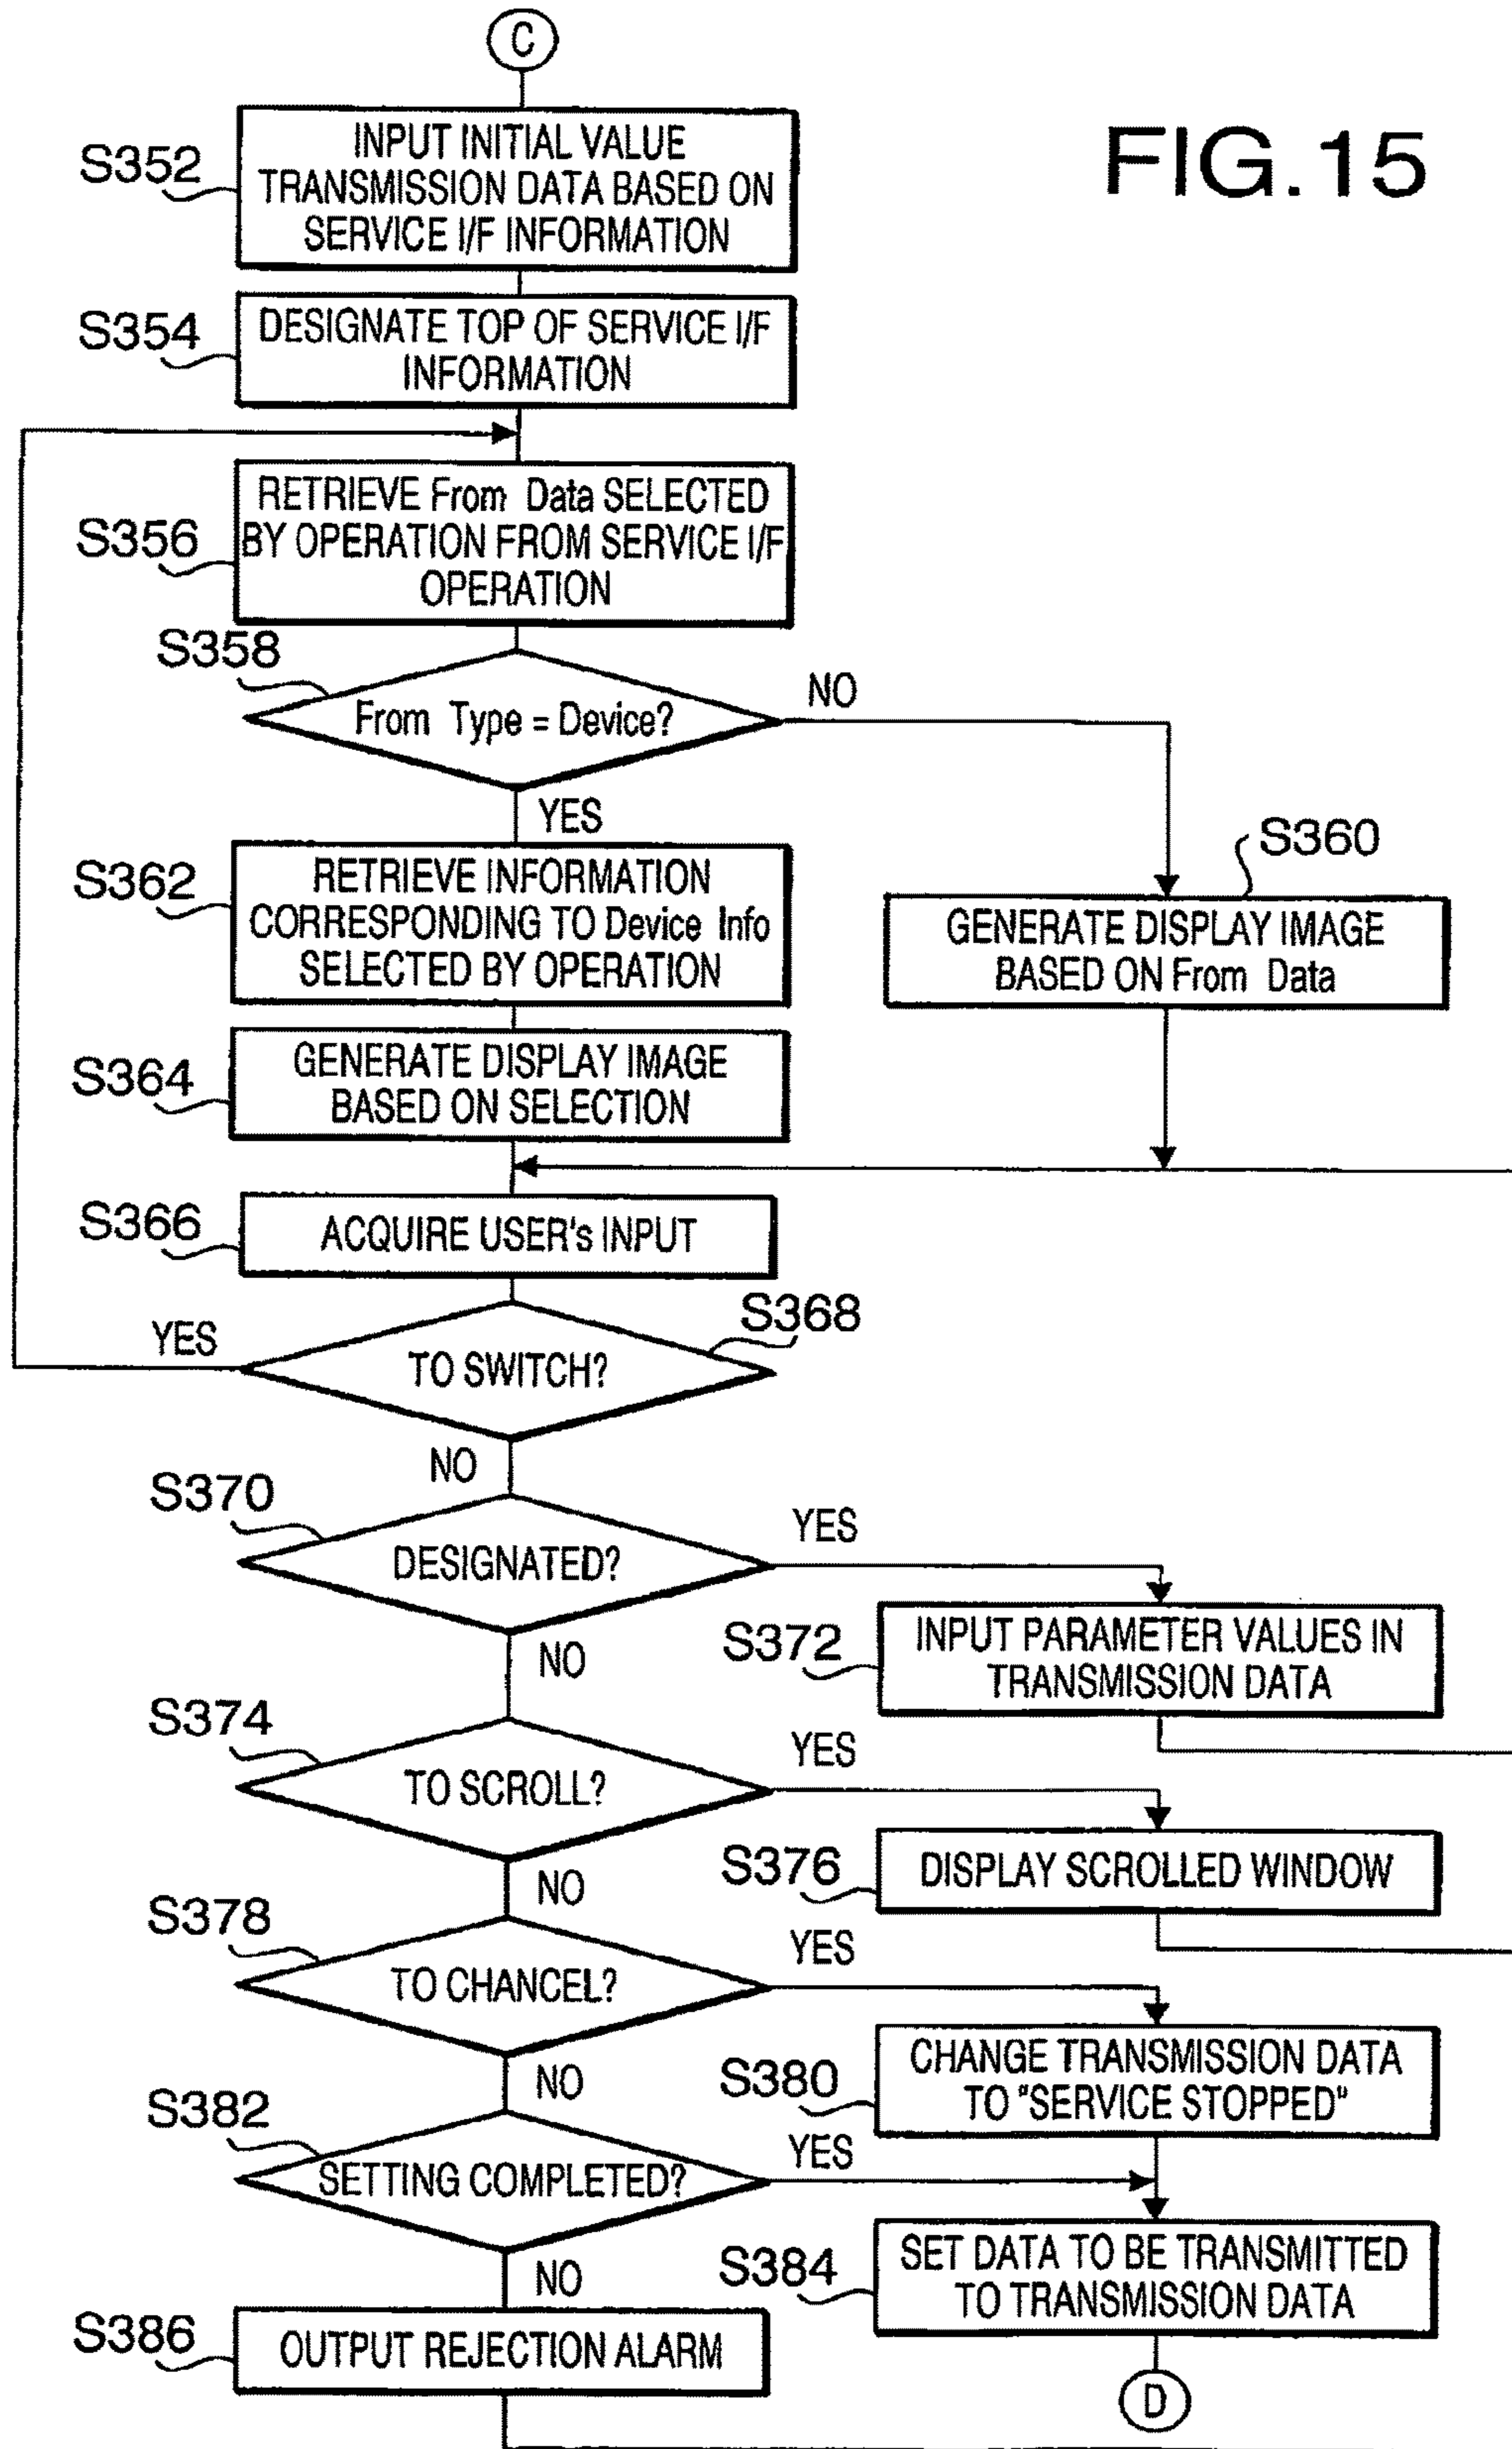 C
FIG.15
S352
INPUT INITIAL VALUE
TRANSMISSION DATA BASED ON
SERVICE I/F INFORMATION
S354
DESIGNATE TOP OF SERVICE I/F
INFORMATION
S356
RETRIEVE From Data SELECTED
BY OPERATION FROM SERVICE I/F
OPERATION
S358
From Type = Device?
NO
YES
S360
GENERATE DISPLAY IMAGE
BASED ON From Data
S362
RETRIEVE INFORMATION
CORRESPONDING TO Device Info
SELECTED BY OPERATION
S364
GENERATE DISPLAY IMAGE
BASED ON SELECTION
S366
ACQUIRE USER's INPUT
S368
YES
TO SWITCH?
NO
S370
DESIGNATED?
YES
S372
INPUT PARAMETER VALUES IN
TRANSMISSION DATA
NO
S374
TO SCROLL?
YES
S376
DISPLAY SCROLLED WINDOW
NO
S378
TO CHANCEL?
YES
S380
CHANGE TRANSMISSION DATA
TO "SERVICE STOPPED"
NO
S382
SETTING COMPLETED?
YES
S384
SET DATA TO BE TRANSMITTED
TO TRANSMISSION DATA
NO
S386
OUTPUT REJECTION ALARM
D